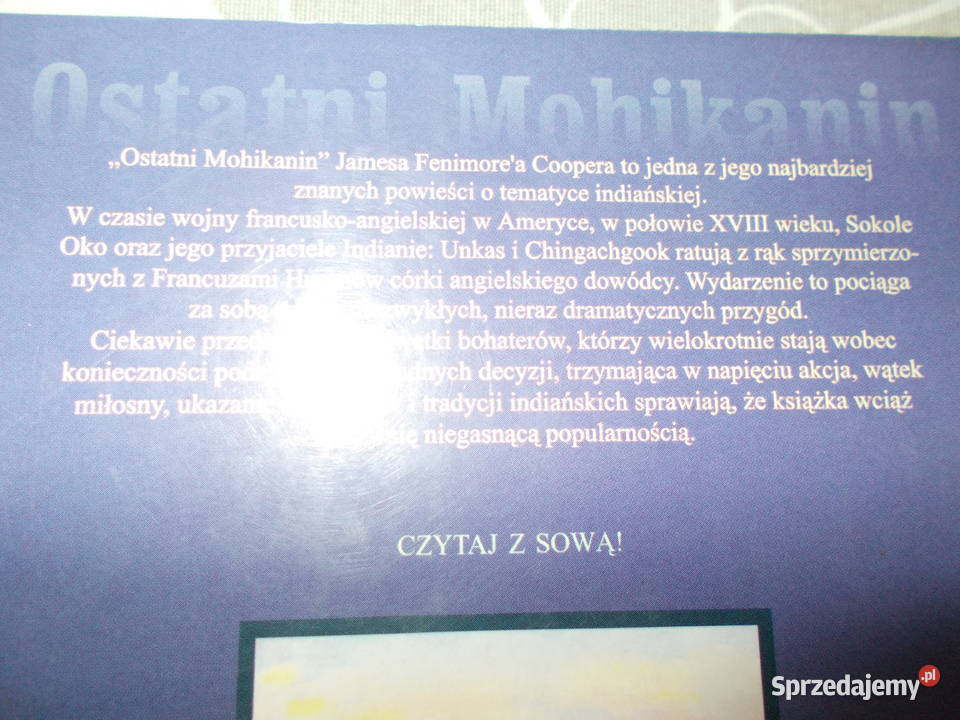 Ostatni Mohikanin
„Ostatni Mohikanin” Jamesa Fenimore'a Coopera to jedna z jego najbardziej
znanych powieści o tematyce indiańskiej.
W czasie wojny francusko-angielskiej w Ameryce, w połowie XVIII wieku, Sokole
Oko oraz jego przyjaciele Indianie: Unkas i Chingachgook ratują z rąk sprzymierzo-
nych z Francuzami córki angielskiego dowódcy. Wydarzenie to pociąga
za sobą nieraz dramatycznych przygód.
Ciekawie bohaterów, którzy wielokrotnie stają wobec
konieczności decyzji, trzymająca w napięciu akcja, wątek
miłosny, i tradycji indiańskich sprawiają, że książka wciąż
się niegasnącą popularnością.
CZYTAJ Z SOWĄ!
Sprzedajemy.pl